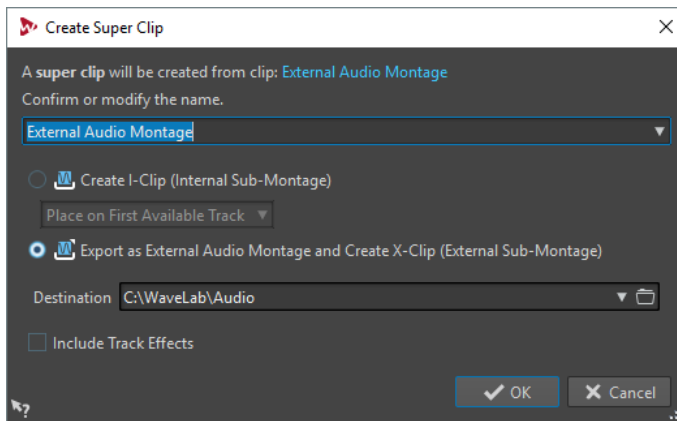 Create Super Clip
A super clip will be created from clip: External Audio Montage
Confirm or modify the name.
External Audio Montage
Create I-Clip (Internal Sub-Montage)
Place on First Available Track
Export as External Audio Montage and Create X-Clip (External Sub-Montage)
Destination C:\WaveLab\Audio
Include Track Effects
OK Cancel
?